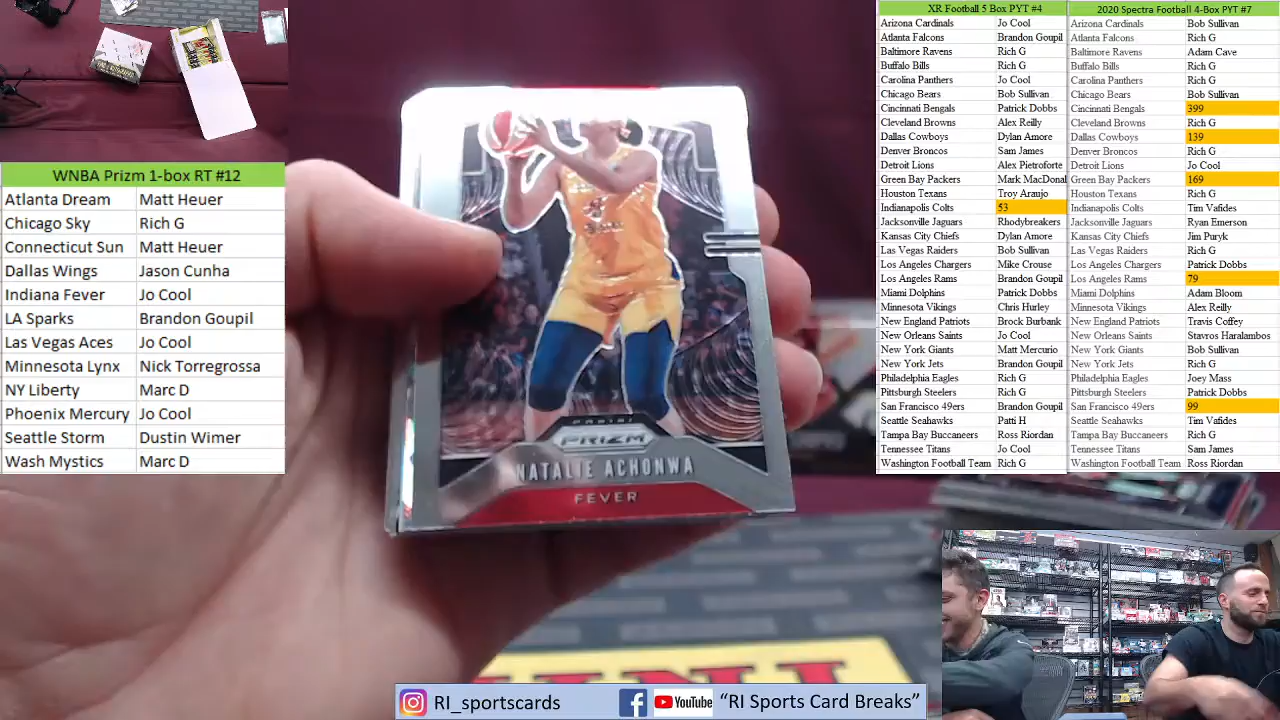 WNBA Prizm 1-box RT #12
Atlanta Dream Matt Heuer
Chicago Sky Rich G
Connecticut Sun Matt Heuer
Dallas Wings Jason Cunha
Indiana Fever Jo Cool
LA Sparks Brandon Goupil
Las Vegas Aces Jo Cool
Minnesota Lynx Nick Torregrossa
NY Liberty Marc D
Phoenix Mercury Jo Cool
Seattle Storm Dustin Wimer
Wash Mystics Marc D
PANINI
PRIZM
NATALIE ACHONWA
FEVER
XR Football 5 Box PYT #4
Arizona Cardinals Jo Cool
Atlanta Falcons Brandon Goupil
Baltimore Ravens Rich G
Buffalo Bills Rich G
Carolina Panthers Jo Cool
Chicago Bears Bob Sullivan
Cincinnati Bengals Patrick Dobbs
Cleveland Browns Alex Reilly
Dallas Cowboys Dylan Amore
Denver Broncos Sam James
Detroit Lions Alex Pietroforte
Green Bay Packers Mark MacDonal
Houston Texans Troy Araujo
Indianapolis Colts 53
Jacksonville Jaguars Rhodybreakers
Kansas City Chiefs Dylan Amore
Las Vegas Raiders Bob Sullivan
Los Angeles Chargers Mike Crouse
Los Angeles Rams Brandon Goupil
Miami Dolphins Patrick Dobbs
Minnesota Vikings Chris Hurley
New England Patriots Brock Burbank
New Orleans Saints Jo Cool
New York Giants Matt Mercurio
New York Jets Brandon Goupil
Philadelphia Eagles Rich G
Pittsburgh Steelers Rich G
San Francisco 49ers Brandon Goupil
Seattle Seahawks Patti H
Tampa Bay Buccaneers Ross Riordan
Tennessee Titans Jo Cool
Washington Football Team Rich G
2020 Spectra Football 4-Box PYT #7
Arizona Cardinals Bob Sullivan
Atlanta Falcons Rich G
Baltimore Ravens Adam Cave
Buffalo Bills Rich G
Carolina Panthers Rich G
Chicago Bears Bob Sullivan
Cincinnati Bengals 399
Cleveland Browns Rich G
Dallas Cowboys 139
Denver Broncos Rich G
Detroit Lions Jo Cool
Green Bay Packers 169
Houston Texans Rich G
Indianapolis Colts Tim Vafides
Jacksonville Jaguars Ryan Emerson
Kansas City Chiefs Jim Puryk
Las Vegas Raiders Rich G
Los Angeles Chargers Patrick Dobbs
Los Angeles Rams 79
Miami Dolphins Adam Bloom
Minnesota Vikings Alex Reilly
New England Patriots Travis Coffey
New Orleans Saints Stavros Haralambos
New York Giants Bob Sullivan
New York Jets Rich G
Philadelphia Eagles Joey Mass
Pittsburgh Steelers Patrick Dobbs
San Francisco 49ers 99
Seattle Seahawks Tim Vafides
Tampa Bay Buccaneers Rich G
Tennessee Titans Sam James
Washington Football Team Ross Riordan
RI_sportscards YouTube “RI Sports Card Breaks”